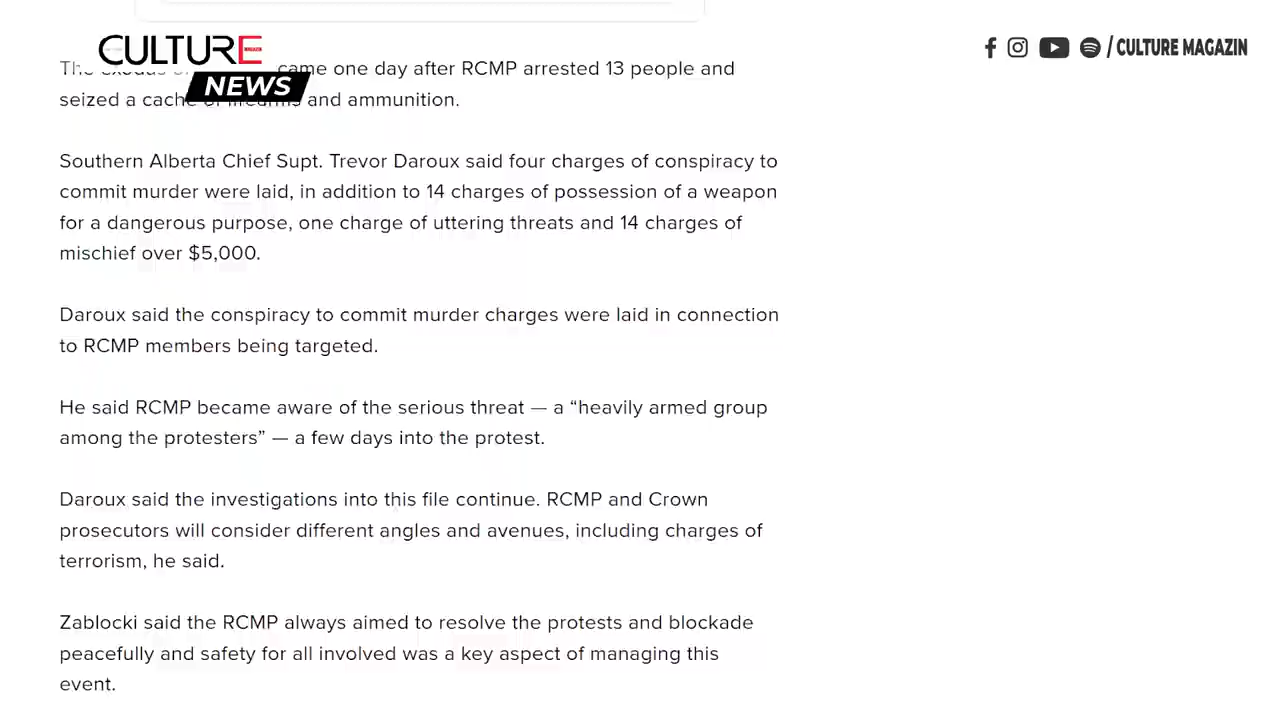 CULTURE
NEWS
/ CULTURE MAGAZIN
The exodus came one day after RCMP arrested 13 people and
seized a cache of firearms and ammunition.
Southern Alberta Chief Supt. Trevor Daroux said four charges of conspiracy to
commit murder were laid, in addition to 14 charges of possession of a weapon
for a dangerous purpose, one charge of uttering threats and 14 charges of
mischief over $5,000.
Daroux said the conspiracy to commit murder charges were laid in connection
to RCMP members being targeted.
He said RCMP became aware of the serious threat — a “heavily armed group
among the protesters” — a few days into the protest.
Daroux said the investigations into this file continue. RCMP and Crown
prosecutors will consider different angles and avenues, including charges of
terrorism, he said.
Zablocki said the RCMP always aimed to resolve the protests and blockade
peacefully and safety for all involved was a key aspect of managing this
event.